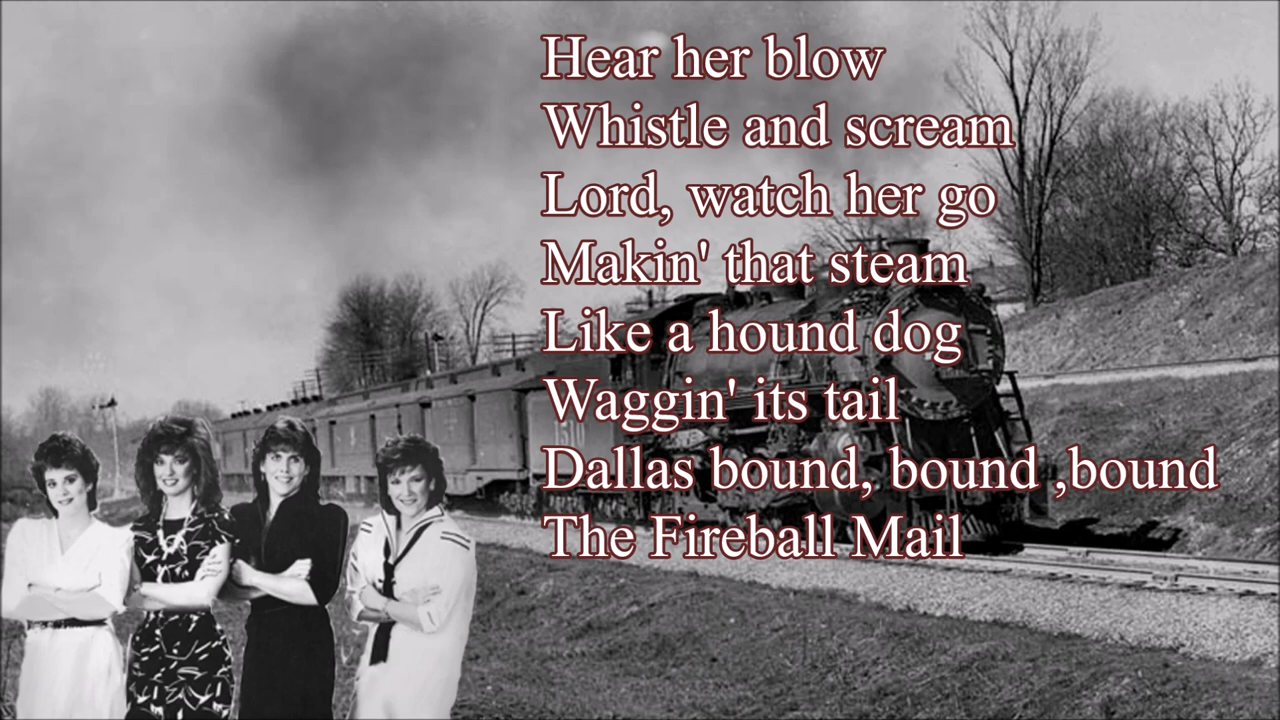 Hear her blow
Whistle and scream
Lord, watch her go
Makin' that steam
Like a hound dog
Waggin' its tail
Dallas bound, bound ,bound
The Fireball Mail